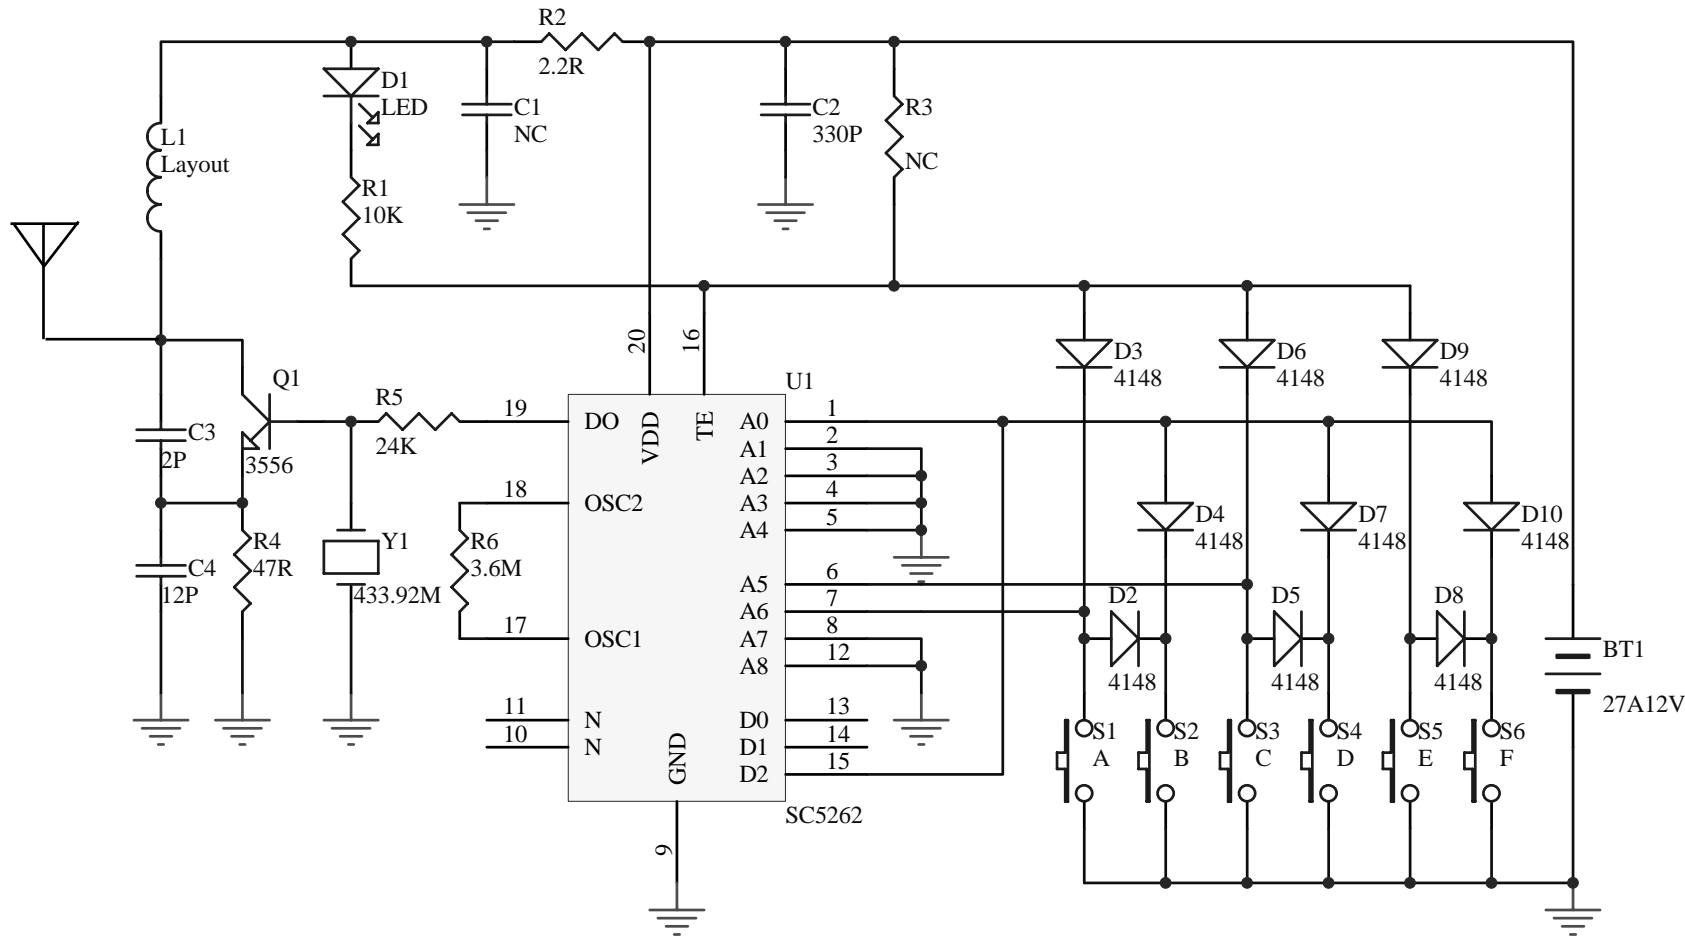 R2
2.2R
D1
LED
C1
NC
C2
330P
R3
NC
L1
Layout
R1
10K
20
16
D3
4148
D6
4148
D9
4148
Q1
3556
R5
24K
U1
19
DO
VDD
TE
A0
1
A1
2
A2
3
A3
4
A4
5
C3
2P
18
OSC2
D4
4148
D7
4148
D10
4148
R4
47R
Y1
433.92M
R6
3.6M
C4
12P
A5
6
A6
7
A7
8
A8
12
17
OSC1
D2
4148
D5
4148
D8
4148
BT1
27A12V
11
N
10
N
GND
D0
13
D1
14
D2
15
S1
A
S2
B
S3
C
S4
D
S5
E
S6
F
SC5262
9